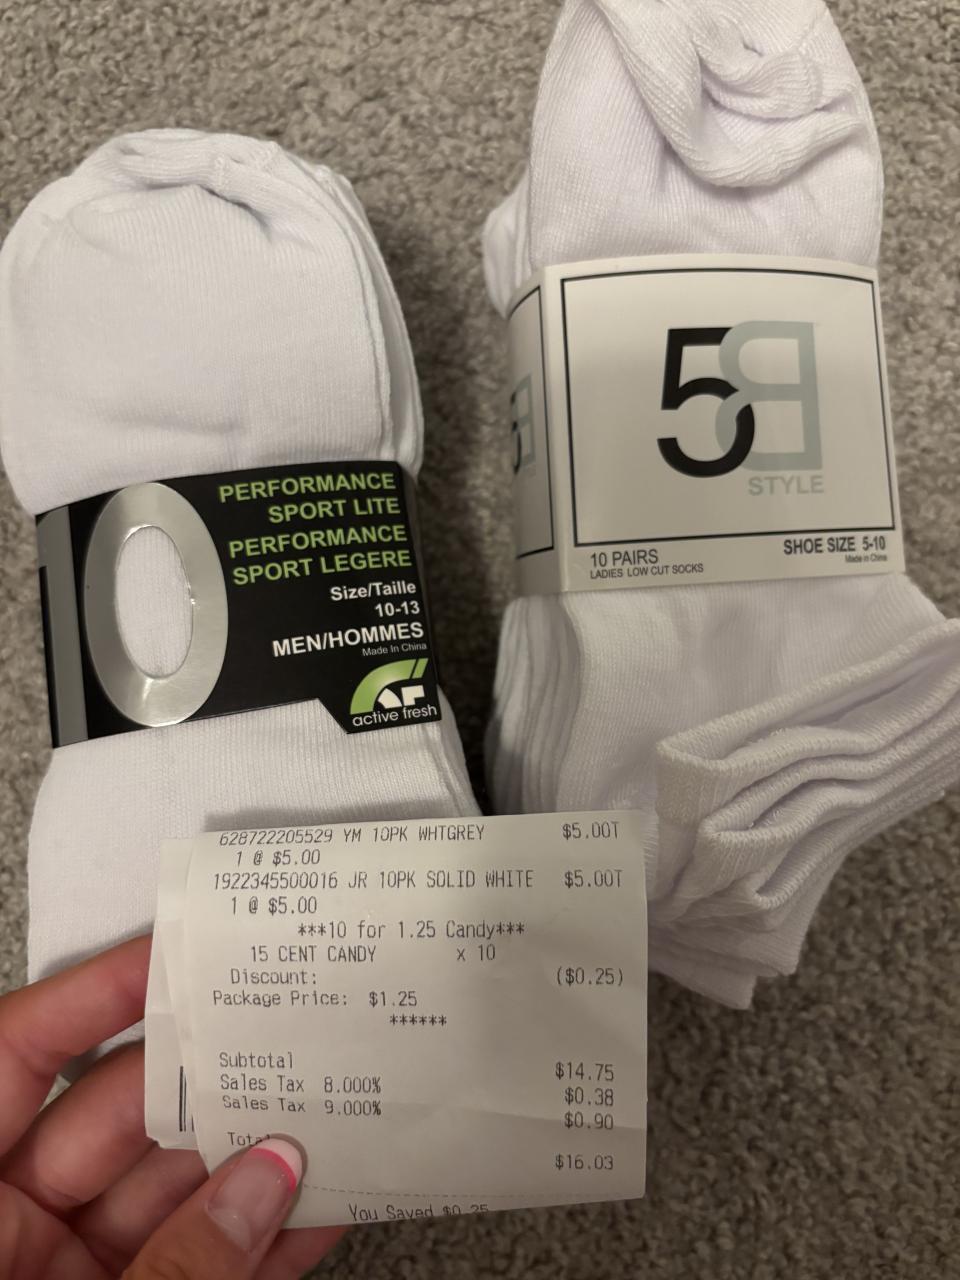 10
PERFORMANCE
SPORT LITE
PERFORMANCE
SPORT LEGERE
Size/Taille
10-13
MEN/HOMMES
Made In China
AF
active fresh
5B
STYLE
10 PAIRS
LADIES LOW CUT SOCKS
SHOE SIZE 5-10
Made in China
5B
628722205529 YM 10PK WHTGREY $5.00T
1 @ $5.00
1922345500016 JR 10PK SOLID WHITE $5.00T
1 @ $5.00
***10 for 1.25 Candy***
15 CENT CANDY x 10
Discount: ($0.25)
Package Price: $1.25
******
Subtotal $14.75
Sales Tax 8.000% $0.38
Sales Tax 9.000% $0.90
Total $16.03
You Saved $0.25